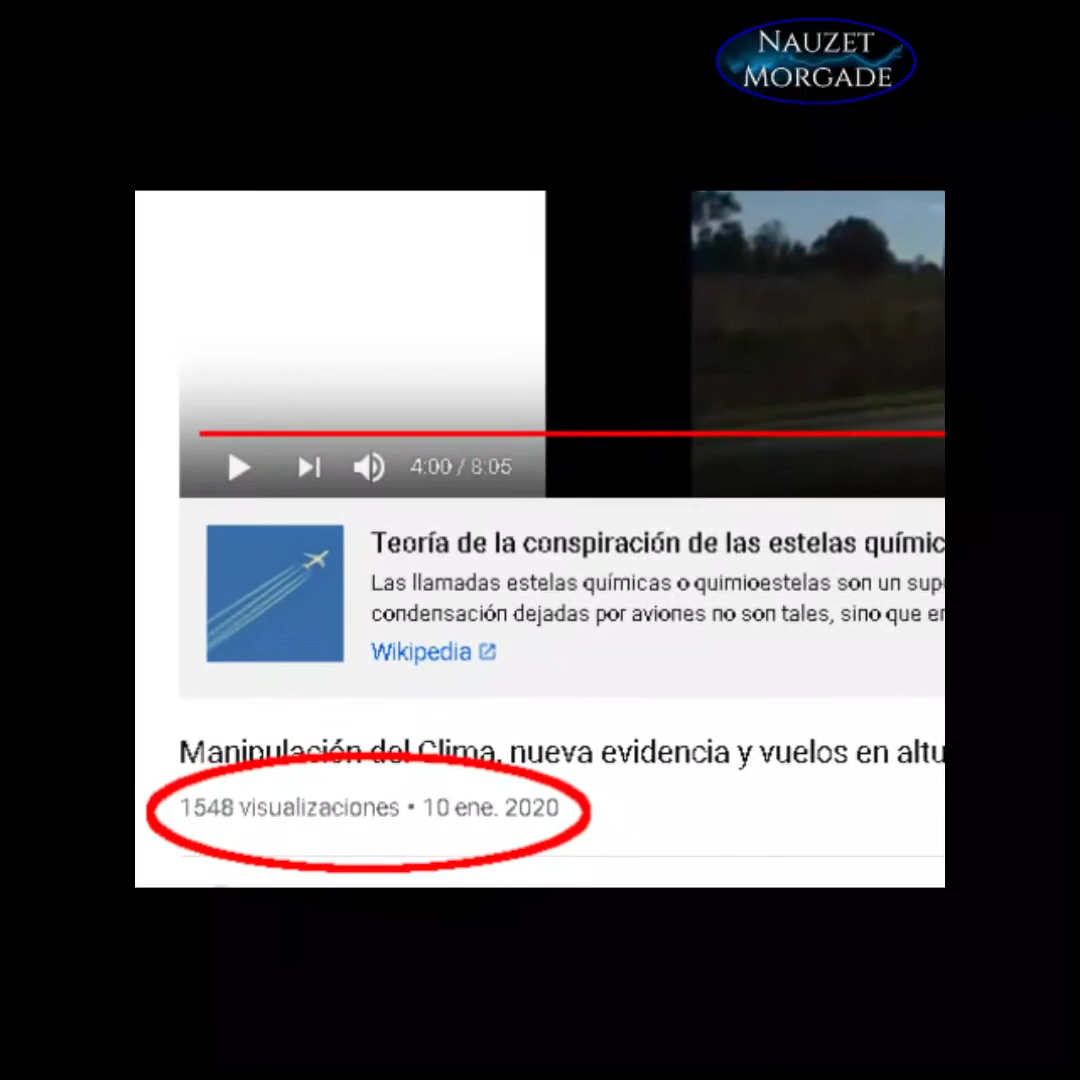 NAUZET
MORGADE
4:00 / 8:05
Teoría de la conspiración de las estelas químic
Las llamadas estelas químicas o quimioestelas son un sup
condensación dejadas por aviones no son tales, sino que en
Wikipedia
Manipulación del Clima, nueva evidencia y vuelos en altu
1548 visualizaciones • 10 ene. 2020